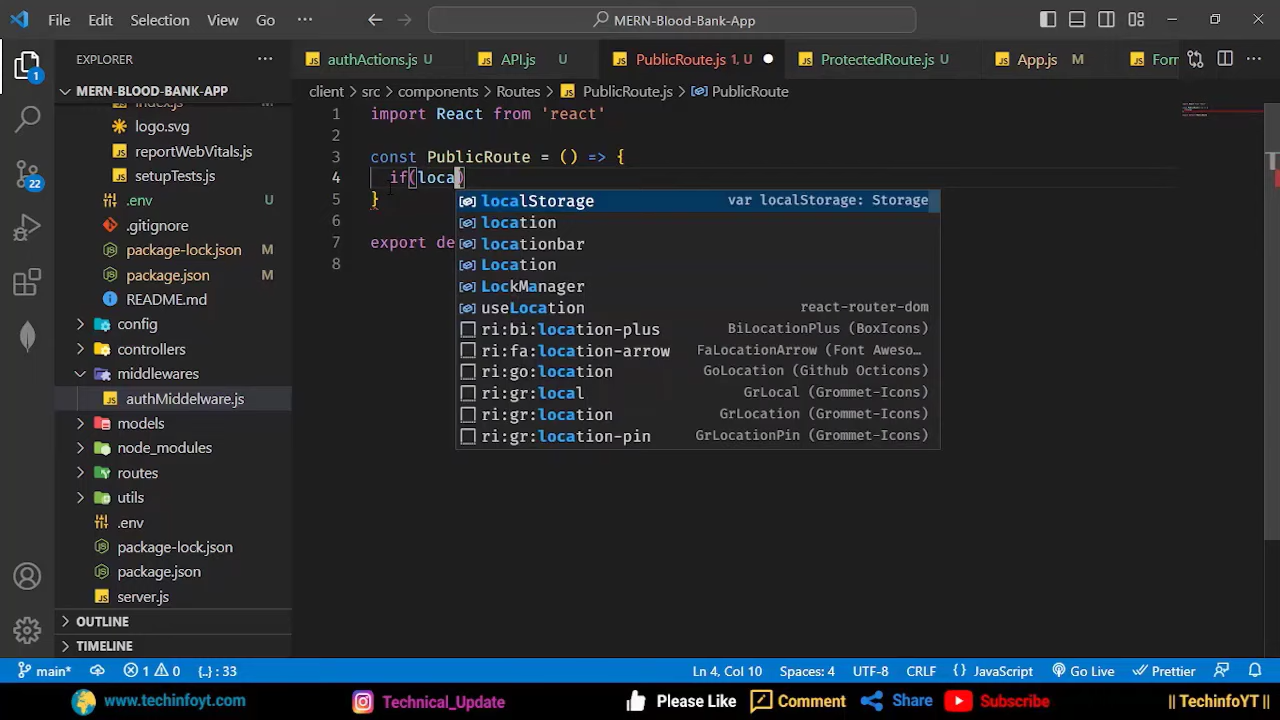 File Edit Selection View Go ··· MERN-Blood-Bank-App
EXPLORER ···
authActions.js U API.js U PublicRoute.js 1, U ProtectedRoute.js U App.js M Forr
1
MERN-BLOOD-BANK-APP
client > src > components > Routes > PublicRoute.js > PublicRoute
index.js
logo.svg
reportWebVitals.js
setupTests.js
.env U
.gitignore
package-lock.json M
package.json M
README.md
config
controllers
middlewares
authMiddelware.js
models
node_modules
routes
utils
.env
package-lock.json
package.json
server.js
OUTLINE
TIMELINE
22
1 import React from 'react'
2
3 const PublicRoute = () => {
4 if(loca)
5 }
6
7 export de
8
localStorage var localStorage: Storage
location
locationbar
Location
LockManager
useLocation react-router-dom
ri:bi:location-plus BiLocationPlus (BoxIcons)
ri:fa:location-arrow FaLocationArrow (Font Aweso…
ri:go:location GoLocation (Github Octicons)
ri:gr:local GrLocal (Grommet-Icons)
ri:gr:location GrLocation (Grommet-Icons)
ri:gr:location-pin GrLocationPin (Grommet-Icons)
main* 1 0 {..} : 33 Ln 4, Col 10 Spaces: 4 UTF-8 CRLF {} JavaScript Go Live Prettier
www.techinfoyt.com Technical_Update Please Like Comment Share Subscribe || TechinfoYT ||